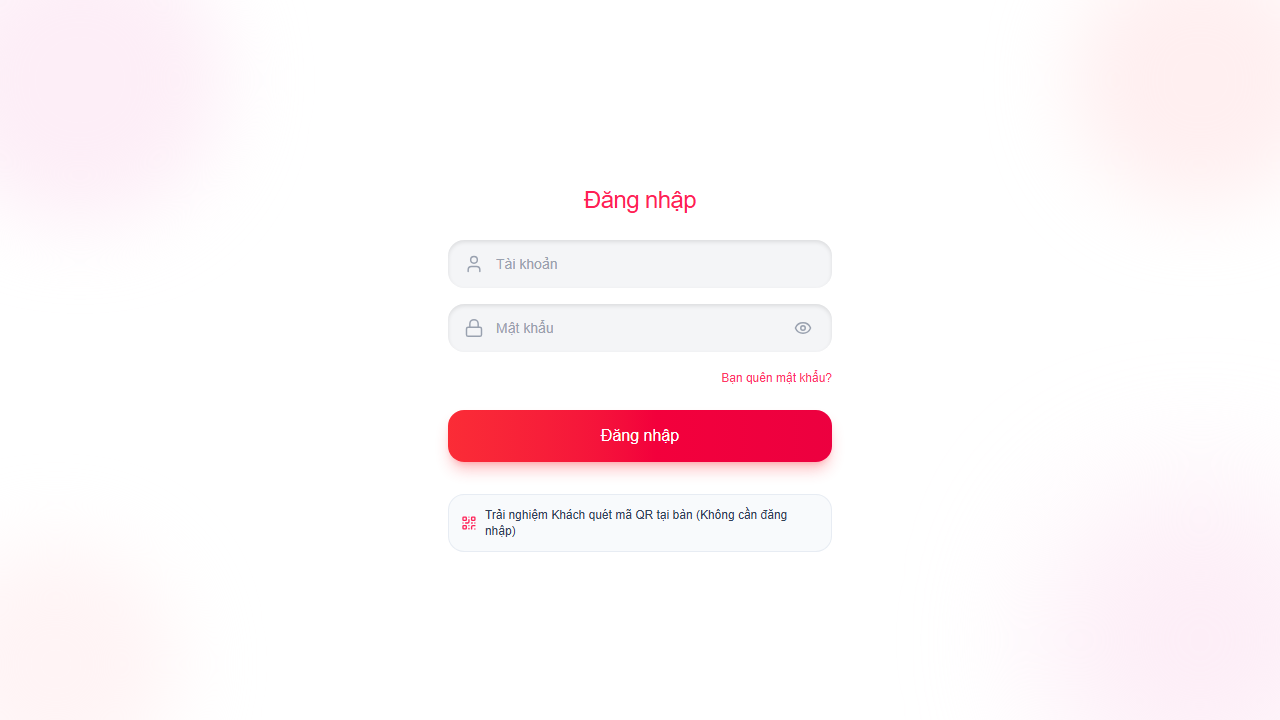 Đăng nhập
Tài khoản
Mật khẩu
Bạn quên mật khẩu?
Đăng nhập
Trải nghiệm Khách quét mã QR tại bàn (Không cần đăng
nhập)